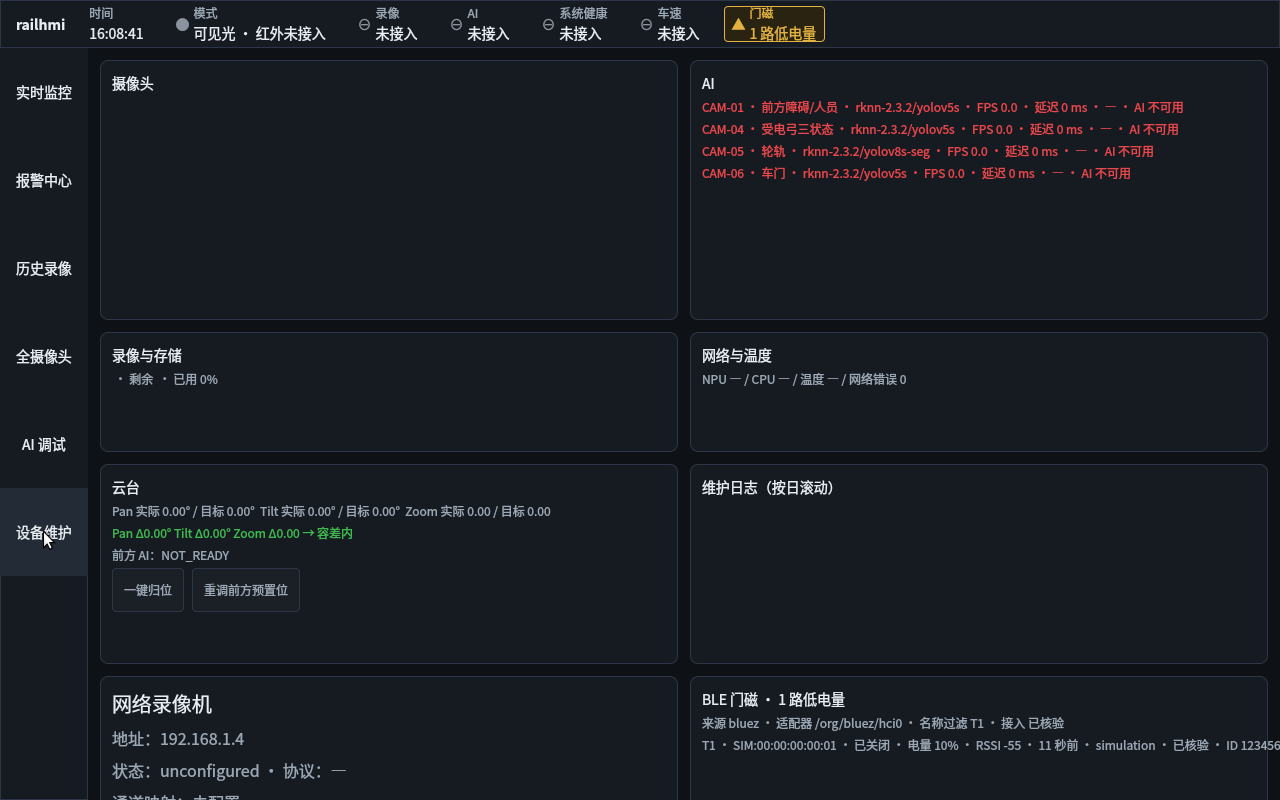 railhmi
时间
16:08:41
模式
可见光 · 红外未接入
录像
未接入
AI
未接入
系统健康
未接入
车速
未接入
门磁
1 路低电量
实时监控
报警中心
历史录像
全摄像头
AI 调试
设备维护
摄像头
AI
CAM-01 · 前方障碍/人员 · rknn-2.3.2/yolov5s · FPS 0.0 · 延迟 0 ms · — · AI 不可用
CAM-04 · 受电弓三状态 · rknn-2.3.2/yolov5s · FPS 0.0 · 延迟 0 ms · — · AI 不可用
CAM-05 · 轮轨 · rknn-2.3.2/yolov8s-seg · FPS 0.0 · 延迟 0 ms · — · AI 不可用
CAM-06 · 车门 · rknn-2.3.2/yolov5s · FPS 0.0 · 延迟 0 ms · — · AI 不可用
录像与存储
· 剩余 · 已用 0%
网络与温度
NPU — / CPU — / 温度 — / 网络错误 0
云台
Pan 实际 0.00° / 目标 0.00° Tilt 实际 0.00° / 目标 0.00° Zoom 实际 0.00 / 目标 0.00
Pan Δ0.00° Tilt Δ0.00° Zoom Δ0.00 → 容差内
前方 AI：NOT_READY
一键归位
重调前方预置位
维护日志（按日滚动）
网络录像机
地址：192.168.1.4
状态：unconfigured · 协议：—
通道映射：未配置
BLE 门磁 · 1 路低电量
来源 bluez · 适配器 /org/bluez/hci0 · 名称过滤 T1 · 接入 已核验
T1 · SIM:00:00:00:00:01 · 已关闭 · 电量 10% · RSSI -55 · 11 秒前 · simulation · 已核验 · ID 123456